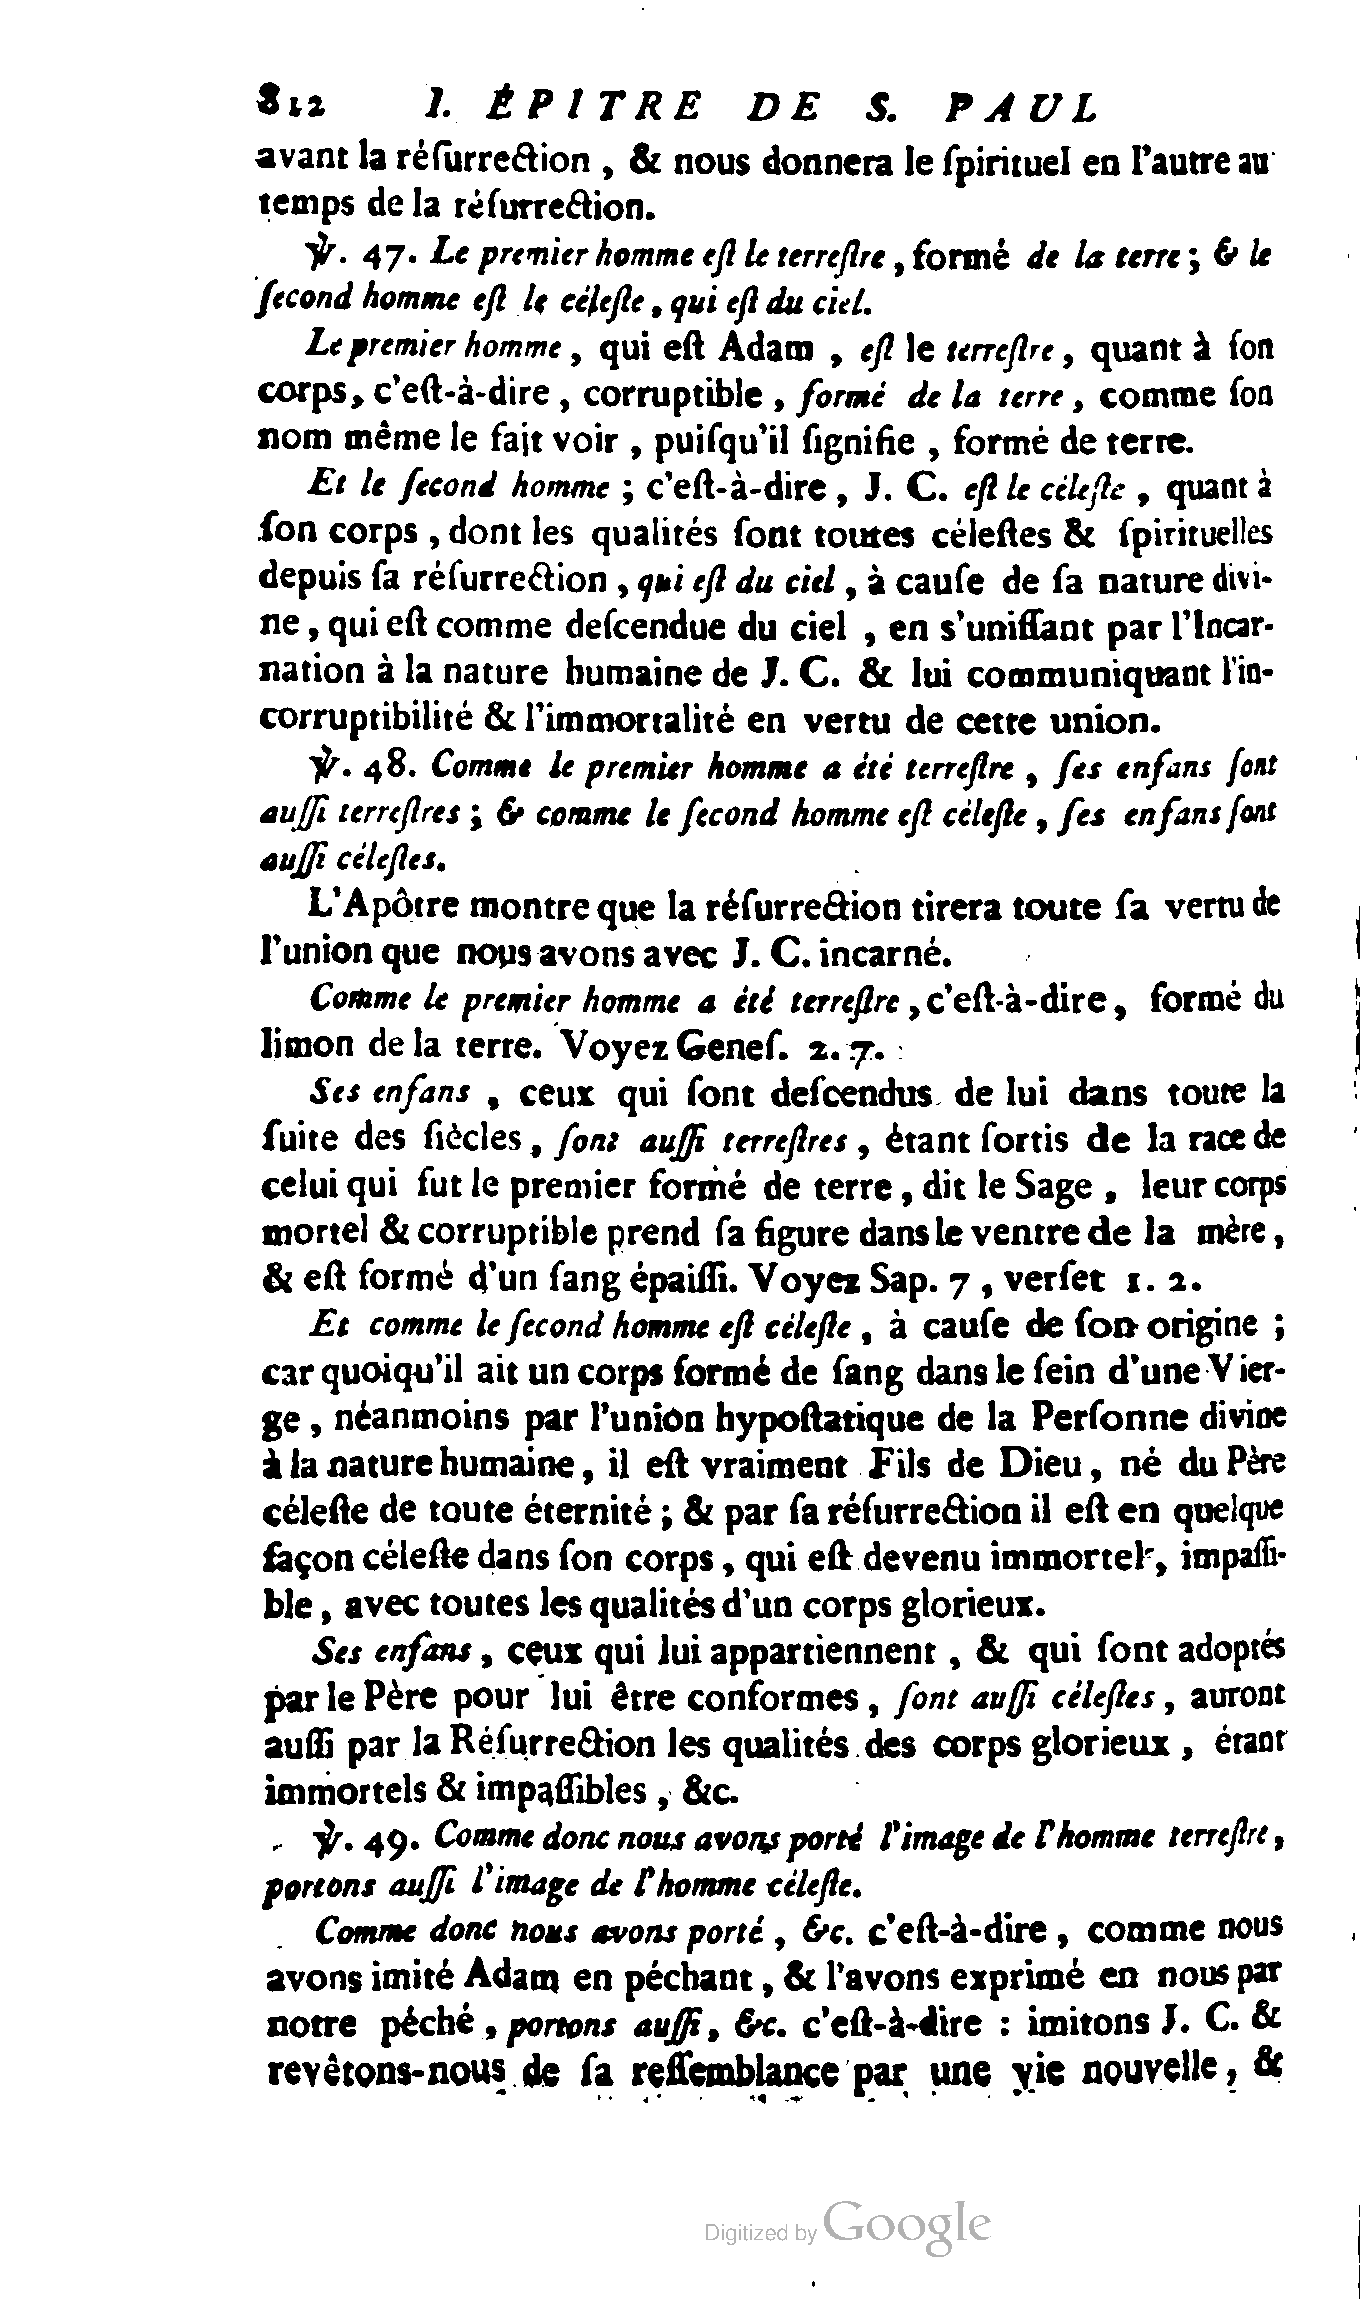 812 I. ÉPITRE DE S. PAUL
avant la réſurrection, & nous donnera le ſpirituel en l'autre au
temps de la réſurrection.
℣. 47. Le premier homme eſt le terreſtre, formé de la terre; & le
ſecond homme eſt le céleſte, qui eſt du ciel.
Le premier homme, qui eſt Adam, eſt le terreſtre, quant à ſon
corps, c'eſt-à-dire, corruptible, formé de la terre, comme ſon
nom même le fait voir, puiſqu'il ſignifie, formé de terre.
Et le ſecond homme; c'eſt-à-dire, J. C. eſt le céleſte, quant à
ſon corps, dont les qualités ſont toutes céleſtes & ſpirituelles
depuis ſa réſurrection, qui eſt du ciel, à cauſe de ſa nature divi-
ne, qui eſt comme deſcendue du ciel, en s'uniſſant par l'Incar-
nation à la nature humaine de J. C. & lui communiquant l'in-
corruptibilité & l'immortalité en vertu de cette union.
℣. 48. Comme le premier homme a été terreſtre, ſes enfans ſont
auſſi terreſtres; & comme le ſecond homme eſt céleſte, ſes enfans ſont
auſſi céleſtes.
L'Apôtre montre que la réſurrection tirera toute ſa vertu de
l'union que nous avons avec J. C. incarné.
Comme le premier homme a été terreſtre, c'eſt-à-dire, formé du
limon de la terre. Voyez Geneſ. 2. 7.
Ses enfans, ceux qui ſont deſcendus de lui dans toute la
ſuite des ſiècles, ſont auſſi terreſtres, étant ſortis de la race de
celui qui fut le premier formé de terre, dit le Sage, leur corps
mortel & corruptible prend ſa figure dans le ventre de la mère,
& eſt formé d'un ſang épaiſſi. Voyez Sap. 7, verſet 1. 2.
Et comme le ſecond homme eſt céleſte, à cauſe de ſon origine;
car quoiqu'il ait un corps formé de ſang dans le ſein d'une Vier-
ge, néanmoins par l'union hypoſtatique de la Perſonne divine
à la nature humaine, il eſt vraiment Fils de Dieu, né du Père
céleſte de toute éternité; & par ſa réſurrection il eſt en quelque
façon céleſte dans ſon corps, qui eſt devenu immortel, impaſſi-
ble, avec toutes les qualités d'un corps glorieux.
Ses enfans, ceux qui lui appartiennent, & qui ſont adoptés
par le Père pour lui être conformes, ſont auſſi céleſtes, auront
auſſi par la Réſurrection les qualités des corps glorieux, étant
immortels & impaſſibles, &c.
℣. 49. Comme donc nous avons porté l'image de l'homme terreſtre,
portons auſſi l'image de l'homme céleſte.
Comme donc nous avons porté, &c. c'eſt-à-dire, comme nous
avons imité Adam en péchant, & l'avons exprimé en nous par
notre péché, portons auſſi, &c. c'eſt-à-dire : imitons J. C. &
revêtons-nous de ſa reſſemblance par une vie nouvelle, &
Digitized by Google